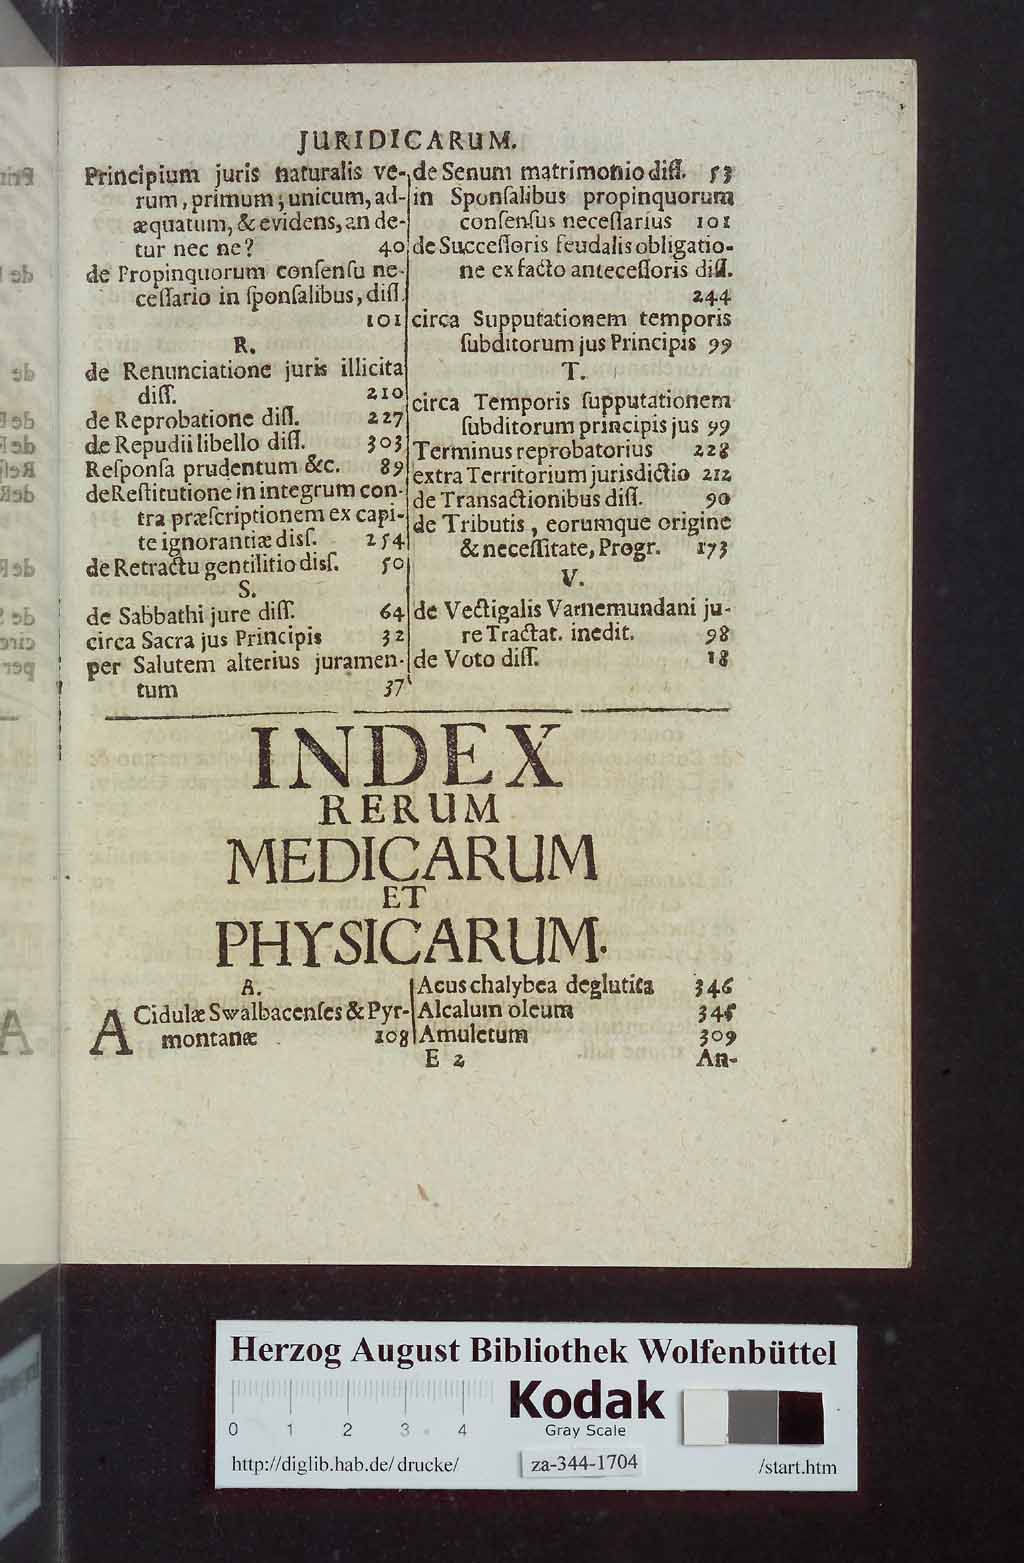 JURIDICARUM.
Principium juris naturalis ve-
rum, primum, unicum, ad-
æquatum, & evidens, an de-
tur nec ne? 40
de Propinquorum conſenſu ne-
ceſſario in ſponſalibus, diſſ.
101
R.
de Renunciatione juris illicita
diſſ. 210
de Reprobatione diſſ. 227
de Repudii libello diſſ. 303
Reſponſa prudentum &c. 89
de Reſtitutione in integrum con-
tra præſcriptionem ex capi-
te ignorantiæ diſſ. 254
de Retractu gentilitio diſſ. 50
S.
de Sabbathi jure diſſ. 64
circa Sacra jus Principis 32
per Salutem alterius juramen-
tum 37
de Senum matrimonio diſſ. 53
in Sponſalibus propinquorum
conſenſus neceſſarius 101
de Succeſſoris feudalis obligatio-
ne ex facto anteceſſoris diſſ.
244
circa Supputationem temporis
ſubditorum jus Principis 99
T.
circa Temporis ſupputationem
ſubditorum principis jus 99
Terminus reprobatorius 228
extra Territorium jurisdictio 212
de Transactionibus diſſ. 90
de Tributis, eorumque origine
& neceſſitate, Progr. 173
V.
de Vectigalis Varnemundani ju-
re Tractat. inedit. 98
de Voto diſſ. 18
INDEX
RERUM
MEDICARUM
ET
PHYSICARUM.
A.
ACidulæ Swalbacenſes & Pyr-
montanæ 108
Acus chalybea deglutita 346
Alcalum oleum 345
Amuletum 309
E 2
An-
Herzog August Bibliothek Wolfenbüttel
Kodak
Gray Scale
0 1 2 3 4
http://diglib.hab.de/drucke/ za-344-1704 /start.htm